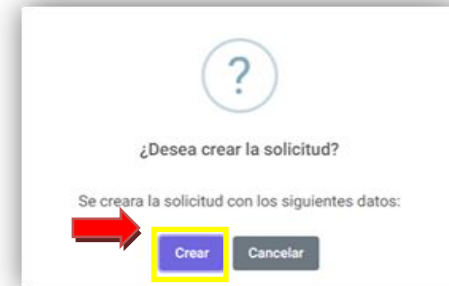 ?
¿Desea crear la solicitud?
Se creara la solicitud con los siguientes datos:
Crear Cancelar